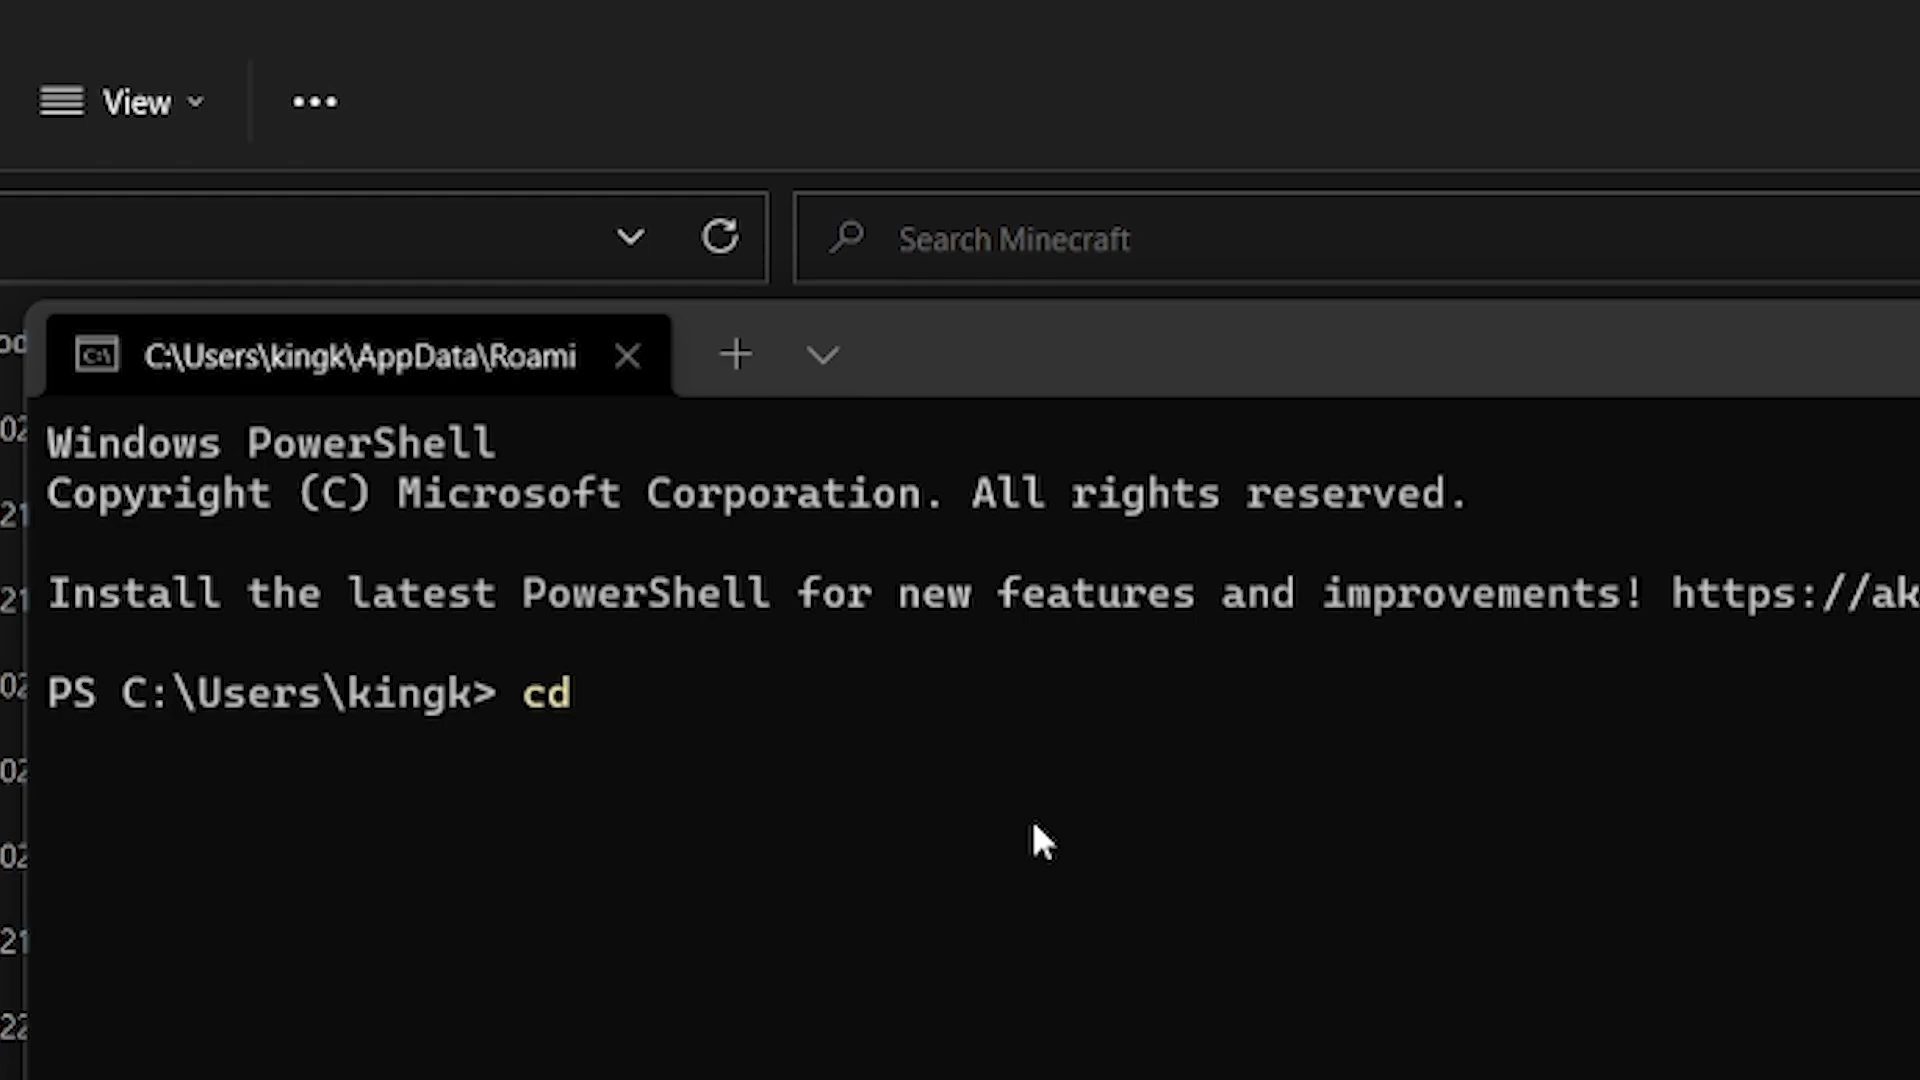 View
Search Minecraft
C:\Users\kingk\AppData\Roami
Windows PowerShell
Copyright (C) Microsoft Corporation. All rights reserved.
Install the latest PowerShell for new features and improvements! https://ak
PS C:\Users\kingk> cd